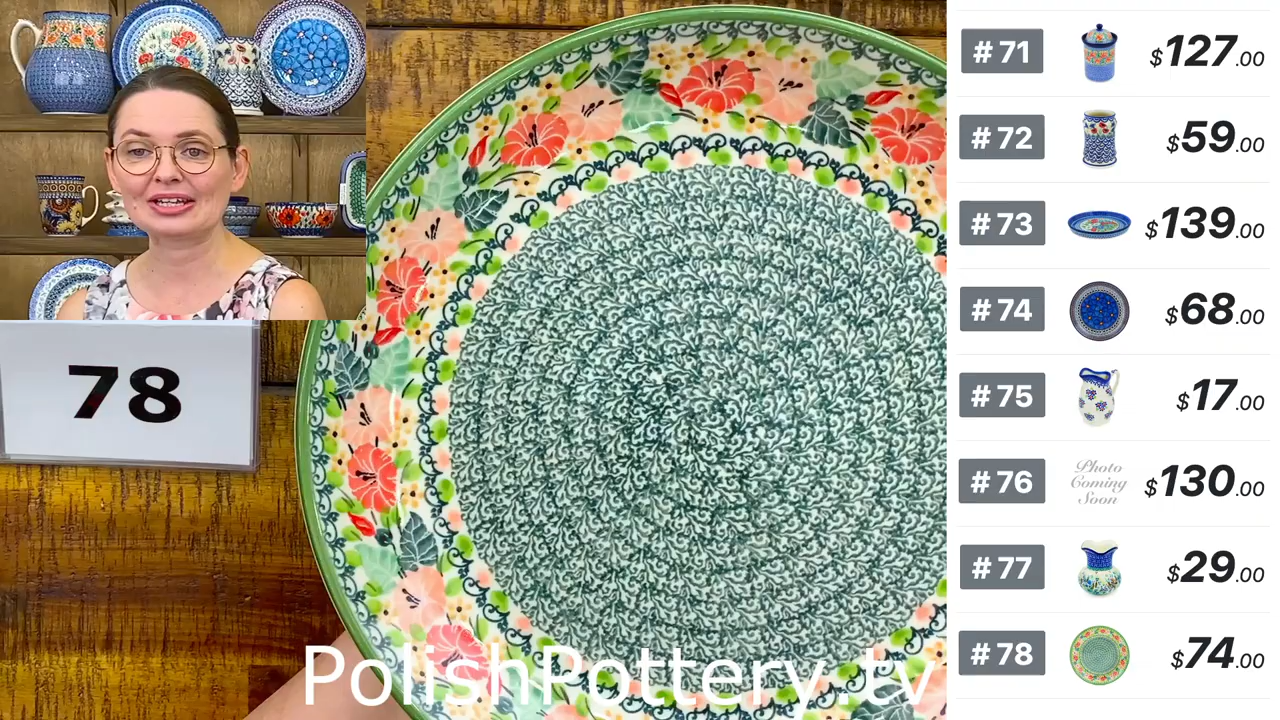 78
PolishPottery.tv
# 71 $127.00
# 72 $59.00
# 73 $139.00
# 74 $68.00
# 75 $17.00
# 76 Photo Coming Soon $130.00
# 77 $29.00
# 78 $74.00